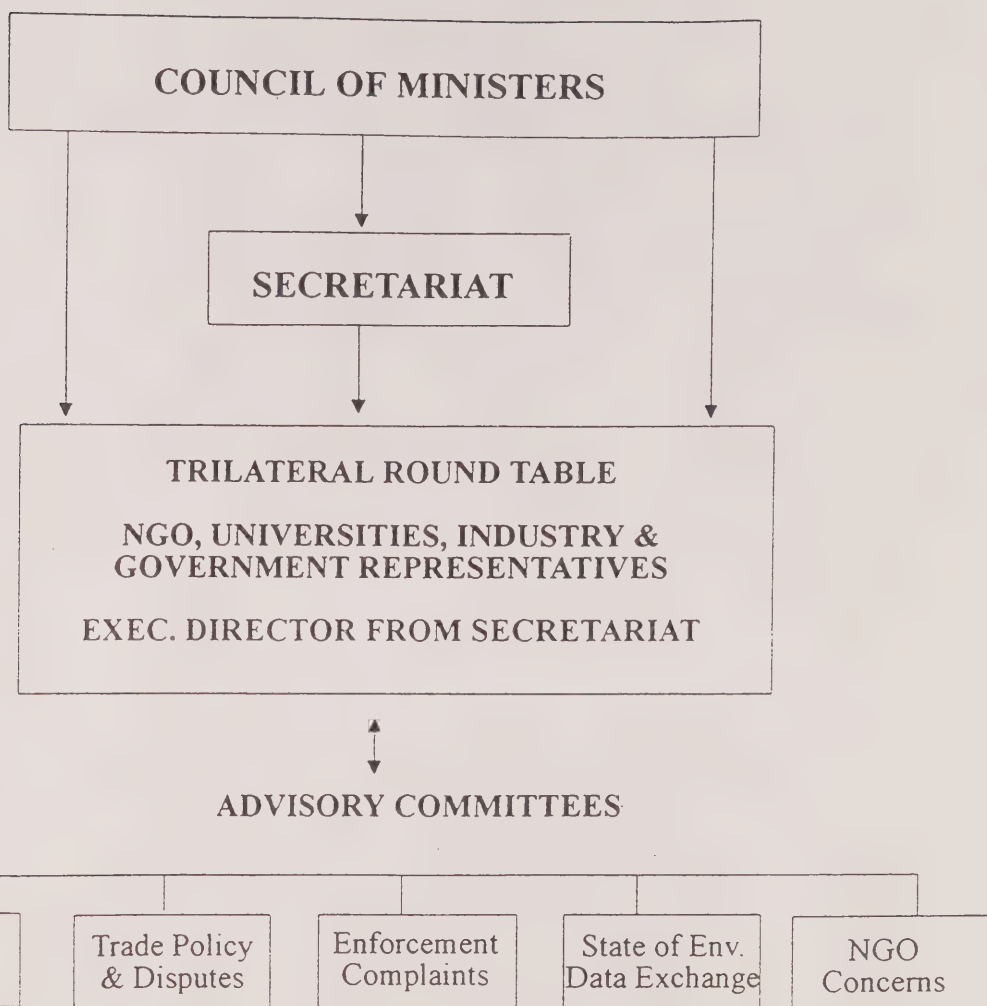 COUNCIL OF MINISTERS
SECRETARIAT
TRILATERAL ROUND TABLE
NGO, UNIVERSITIES, INDUSTRY &
GOVERNMENT REPRESENTATIVES
EXEC. DIRECTOR FROM SECRETARIAT
ADVISORY COMMITTEES
Trade Policy
& Disputes
Enforcement
Complaints
State of Env.
Data Exchange
NGO
Concerns